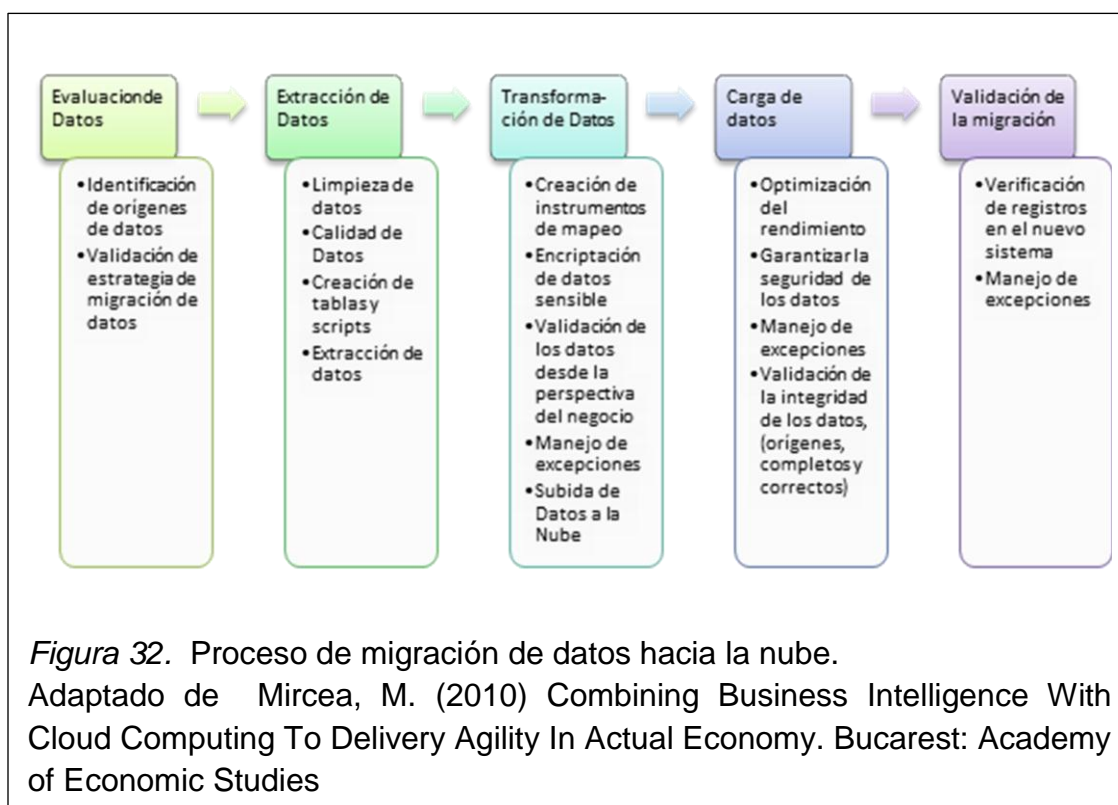 Evaluacionde
Datos
•Identificación
de orígenes
de datos
•Validación de
estrategia de
migración de
datos
Extracción de
Datos
•Limpieza de
datos
•Calidad de
Datos
•Creación de
tablas y
scripts
•Extracción de
datos
Transforma-
ción de Datos
•Creación de
instrumentos
de mapeo
•Encriptación
de datos
sensible
•Validación de
los datos
desde la
perspectiva
del negocio
•Manejo de
excepciones
•Subida de
Datos a la
Nube
Carga de
datos
•Optimización
del
rendimiento
•Garantizar la
seguridad de
los datos
•Manejo de
excepciones
•Validación de
la integridad
de los datos,
(orígenes,
completos y
correctos)
Validación de
la migración
•Verificación
de registros
en el nuevo
sistema
•Manejo de
excepciones
Figura 32. Proceso de migración de datos hacia la nube.
Adaptado de Mircea, M. (2010) Combining Business Intelligence With
Cloud Computing To Delivery Agility In Actual Economy. Bucarest: Academy
of Economic Studies